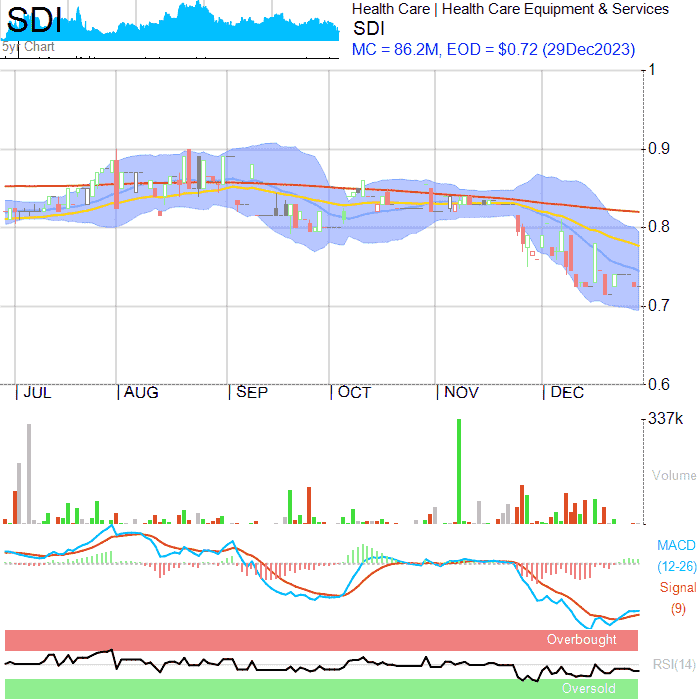 SDI
5yr Chart
Health Care | Health Care Equipment & Services
SDI
MC = 86.2M, EOD = $0.72 (29Dec2023)
1
0.9
0.8
0.7
0.6
JUL
AUG
SEP
OCT
NOV
DEC
337k
Volume
MACD
(12-26)
Signal
(9)
Overbought
RSI(14)
Oversold